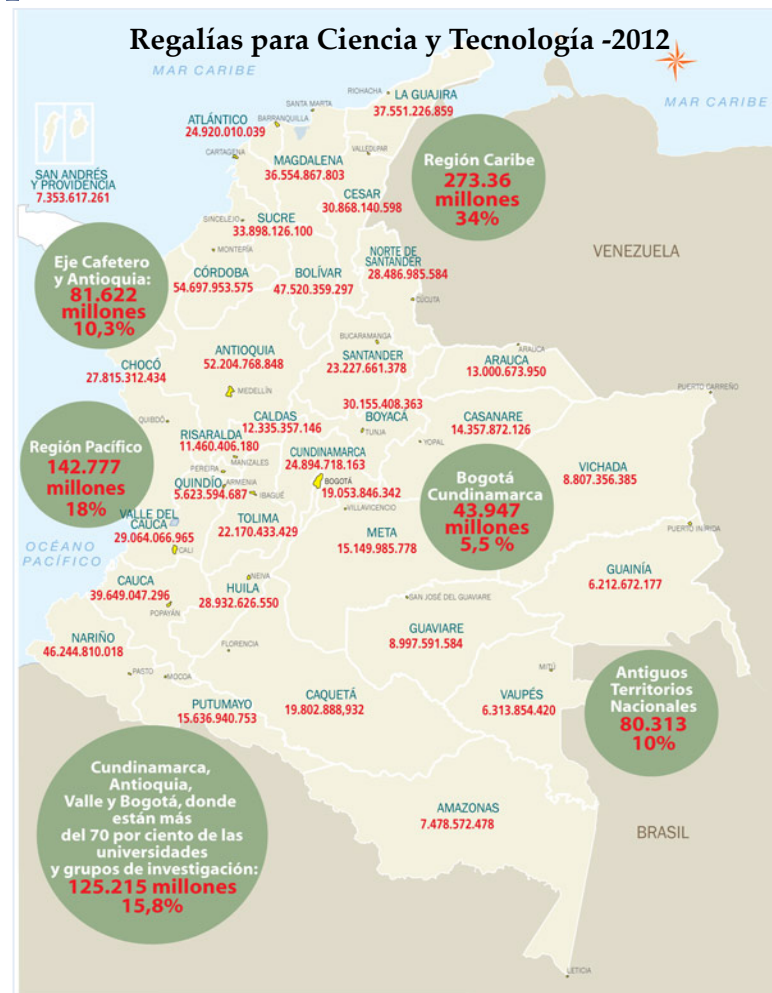 Regalías para Ciencia y Tecnología -2012
MAR CARIBE
MAR CARIBE
RIOHACHA
LA GUAJIRA
37.551.226.859
SANTA MARTA
ATLÁNTICO
24.920.010.039
BARRANQUILLA
CARTAGENA
VALLEDUPAR
MAGDALENA
36.554.867.803
SAN ANDRÉS
Y PROVIDENCIA
7.353.617.261
CESAR
30.868.140.598
Región Caribe
273.36
millones
34%
SINCELEJO
SUCRE
33.898.126.100
MONTERÍA
VENEZUELA
NORTE DE
SANTANDER
28.486.985.584
CÚCUTA
Eje Cafetero
y Antioquia:
81.622
millones
10,3%
CÓRDOBA
54.697.953.575
BOLÍVAR
47.520.359.297
BUCARAMANGA
ANTIOQUIA
52.204.768.848
SANTANDER
23.227.661.378
ARAUCA
ARAUCA
13.000.673.950
CHOCÓ
27.815.312.434
MEDELLÍN
PUERTO CARREÑO
30.155.408.363
BOYACÁ
TUNJA
QUIBDÓ
CALDAS
12.335.357.146
CASANARE
14.357.872.126
YOPAL
RISARALDA
11.460.406.180
Región Pacífico
142.777
millones
18%
CUNDINAMARCA
24.894.718.163
PEREIRA
MANIZALES
VICHADA
8.807.356.385
Bogotá
Cundinamarca
43.947
millones
5,5 %
QUINDÍO
5.623.594.687
ARMENIA
IBAGUÉ
BOGOTÁ
19.053.846.342
VILLAVICENCIO
VALLE DEL
CAUCA
29.064.066.965
CALI
TOLIMA
22.170.433.429
META
15.149.985.778
PUERTO INIRIDA
OCÉANO
PACÍFICO
GUAINÍA
6.212.672.177
CAUCA
39.649.047.296
POPAYÁN
NENA
HUILA
28.932.626.550
SAN JOSÉ DEL GUAVIARE
GUAVIARE
8.997.591.584
NARIÑO
46.244.810.018
FLORENCIA
PASTO
MOCOA
MITÚ
Antiguos
Territorios
Nacionales
80.313
10%
PUTUMAYO
15.636.940.753
CAQUETÁ
19.802.888,932
VAUPÉS
6.313.854.420
Cundinamarca,
Antioquia,
Valle y Bogotá, donde
están más
del 70 por ciento de las
universidades
y grupos de investigación:
125.215 millones
15,8%
AMAZONAS
7.478.572.478
BRASIL
LETICIA